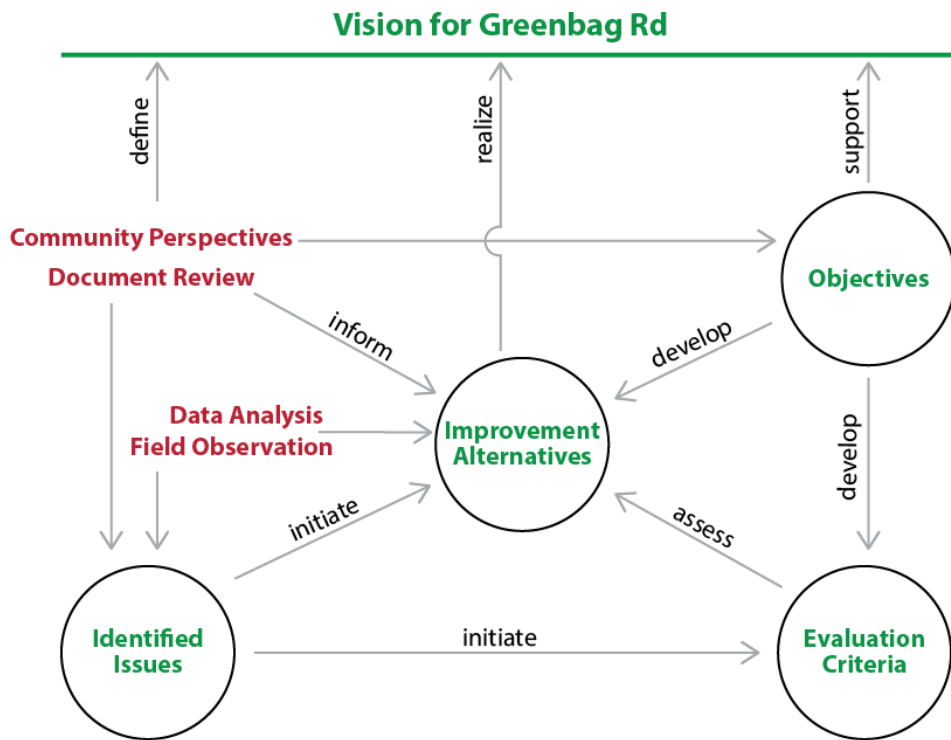 Vision for Greenbag Rd
define
realize
support
Community Perspectives
Document Review
Objectives
inform
develop
Data Analysis
Field Observation
Improvement
Alternatives
develop
initiate
assess
Identified
Issues
initiate
Evaluation
Criteria